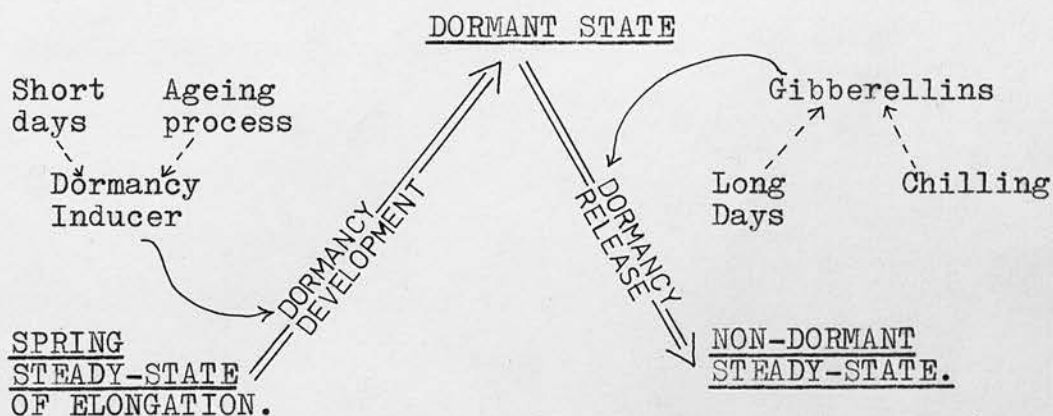 DORMANT STATE
Short
days
Ageing
process
Gibberellins
Dormancy
Inducer
Long
Days
Chilling
DORMANCY
DEVELOPMENT
DORMANCY
RELEASE
SPRING
STEADY-STATE
OF ELONGATION.
NON-DORMANT
STEADY-STATE.